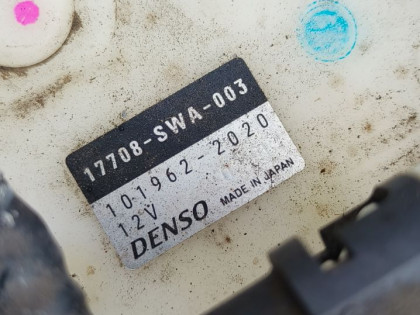 17708-SWA-003
101962-2020
12V
DENSO MADE IN JAPAN